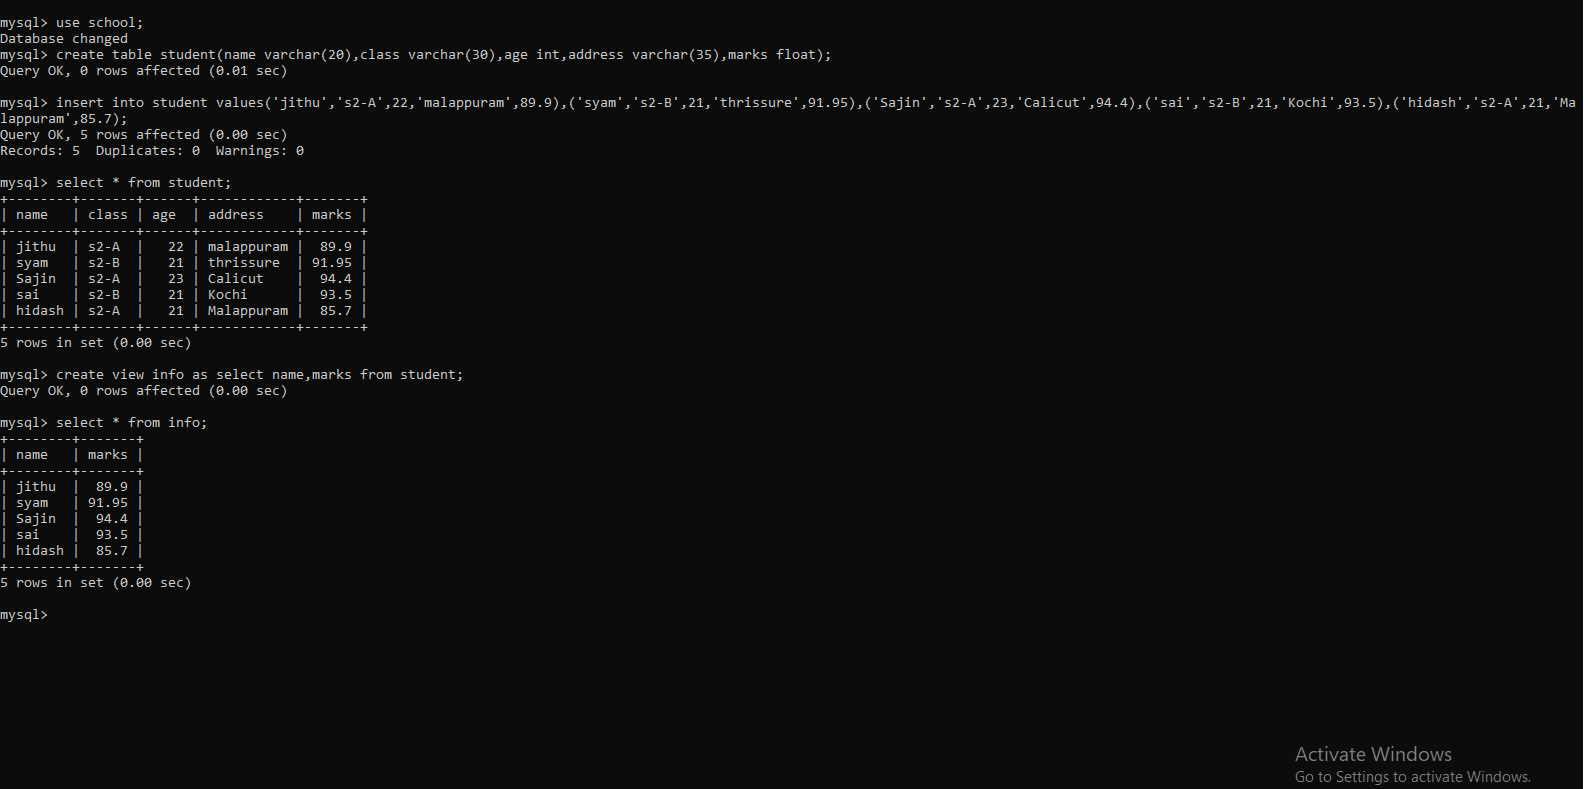 mysql> use school;
Database changed
mysql> create table student(name varchar(20),class varchar(30),age int,address varchar(35),marks float);
Query OK, 0 rows affected (0.01 sec)
mysql> insert into student values('jithu','s2-A',22,'malappuram',89.9),('syam','s2-B',21,'thrissure',91.95),('Sajin','s2-A',23,'Calicut',94.4),('sai','s2-B',21,'Kochi',93.5),('hidash','s2-A',21,'Ma
lappuram',85.7);
Query OK, 5 rows affected (0.00 sec)
Records: 5  Duplicates: 0  Warnings: 0
mysql> select * from student;
+--------+-------+------+------------+-------+
| name   | class | age  | address    | marks |
+--------+-------+------+------------+-------+
| jithu  | s2-A  |   22 | malappuram |  89.9 |
| syam   | s2-B  |   21 | thrissure  | 91.95 |
| Sajin  | s2-A  |   23 | Calicut    |  94.4 |
| sai    | s2-B  |   21 | Kochi      |  93.5 |
| hidash | s2-A  |   21 | Malappuram |  85.7 |
+--------+-------+------+------------+-------+
5 rows in set (0.00 sec)
mysql> create view info as select name,marks from student;
Query OK, 0 rows affected (0.00 sec)
mysql> select * from info;
+--------+-------+
| name   | marks |
+--------+-------+
| jithu  |  89.9 |
| syam   | 91.95 |
| Sajin  |  94.4 |
| sai    |  93.5 |
| hidash |  85.7 |
+--------+-------+
5 rows in set (0.00 sec)
mysql>
Activate Windows
Go to Settings to activate Windows.